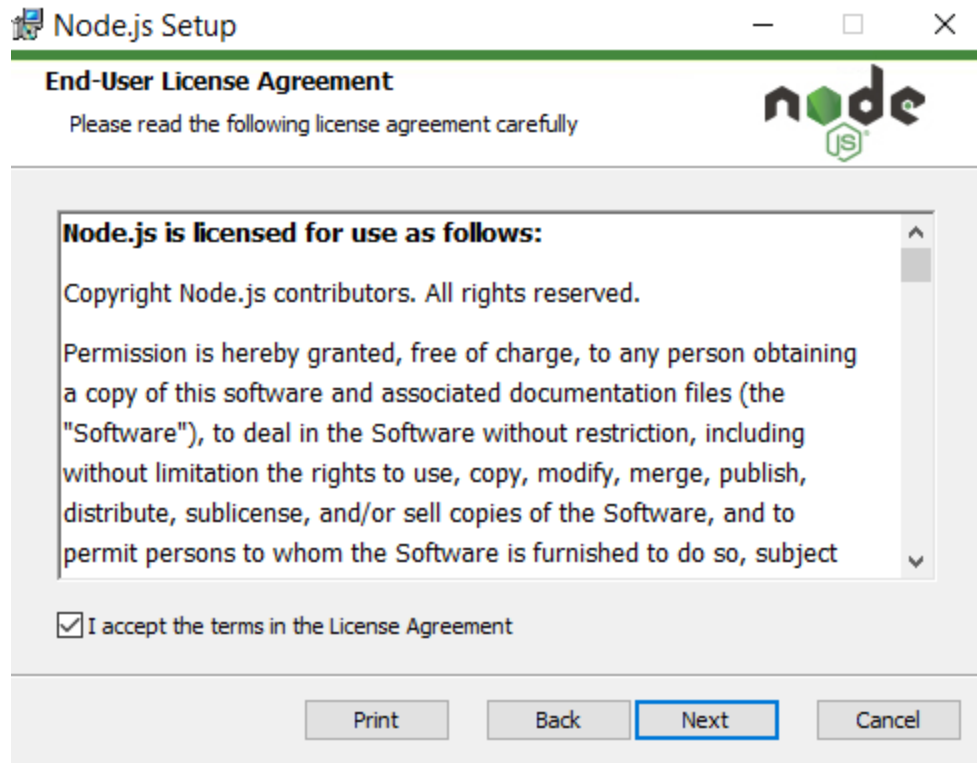 Node.js Setup
End-User License Agreement
Please read the following license agreement carefully
node
JS
Node.js is licensed for use as follows:
Copyright Node.js contributors. All rights reserved.
Permission is hereby granted, free of charge, to any person obtaining
a copy of this software and associated documentation files (the
"Software"), to deal in the Software without restriction, including
without limitation the rights to use, copy, modify, merge, publish,
distribute, sublicense, and/or sell copies of the Software, and to
permit persons to whom the Software is furnished to do so, subject
I accept the terms in the License Agreement
Print Back Next Cancel